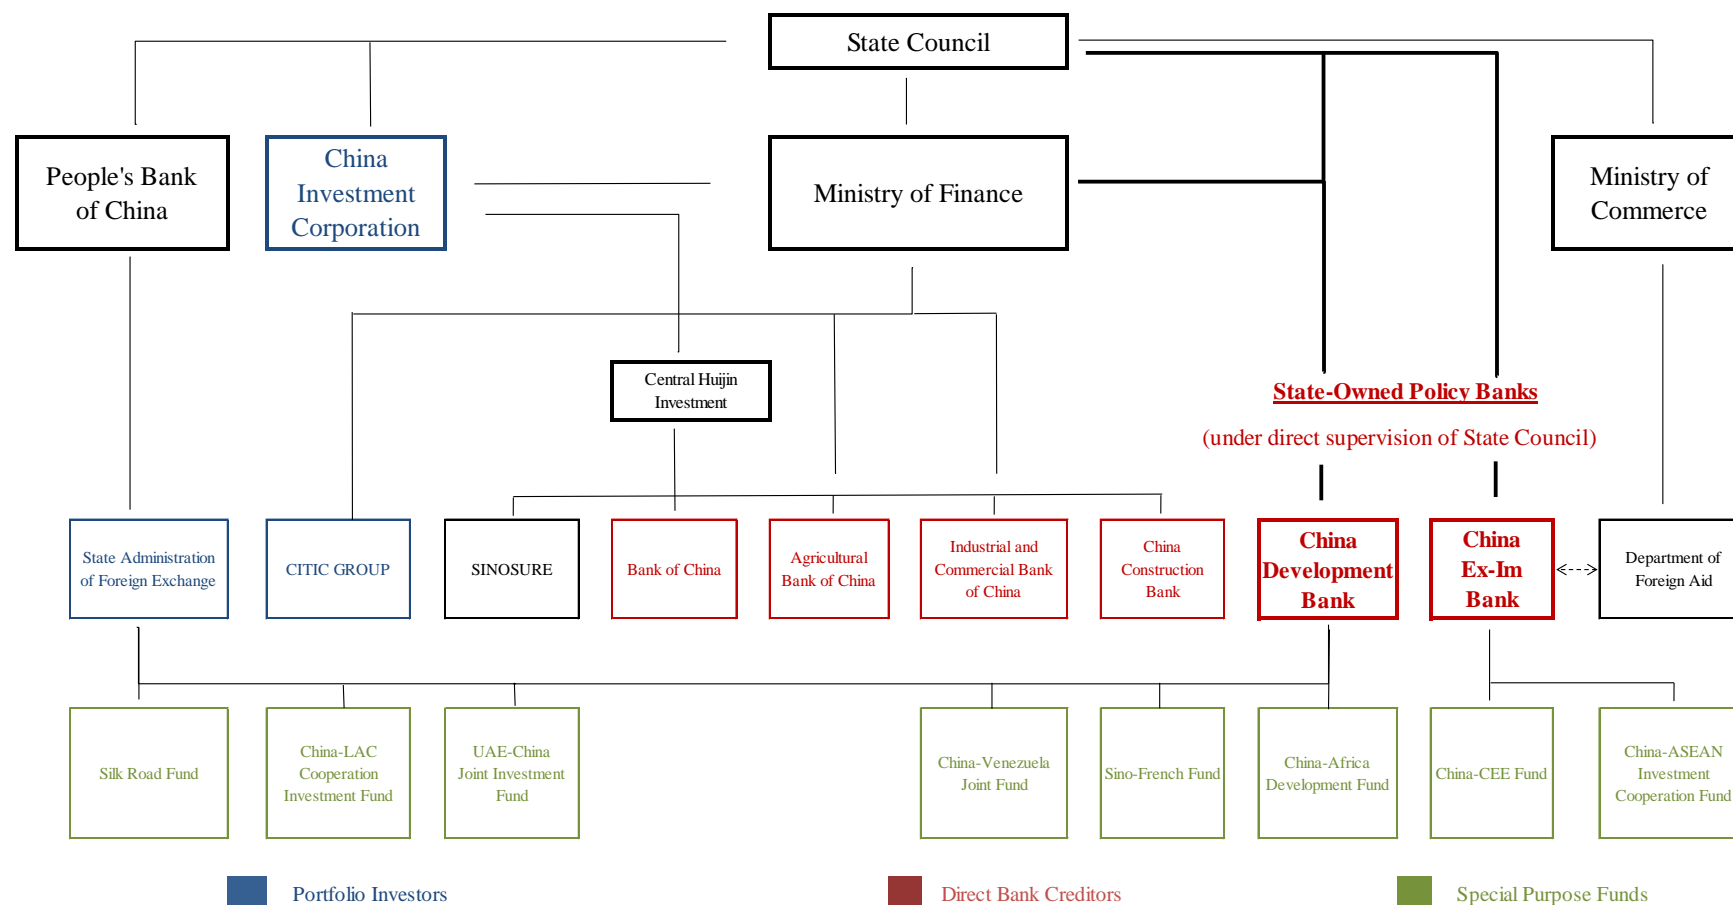 State Council
People's Bank
of China
China
Investment
Corporation
Ministry of Finance
Ministry of
Commerce
Central Huijin
Investment
State-Owned Policy Banks
(under direct supervision of State Council)
State Administration
of Foreign Exchange
CITIC GROUP
SINOSURE
Bank of China
Agricultural
Bank of China
Industrial and
Commercial Bank
of China
China
Construction
Bank
China
Development
Bank
China
Ex-Im
Bank
Department of
Foreign Aid
Silk Road Fund
China-LAC
Cooperation
Investment Fund
UAE-China
Joint Investment
Fund
China-Venezuela
Joint Fund
Sino-French Fund
China-Africa
Development Fund
China-CEE Fund
China-ASEAN
Investment
Cooperation Fund
Portfolio Investors
Direct Bank Creditors
Special Purpose Funds